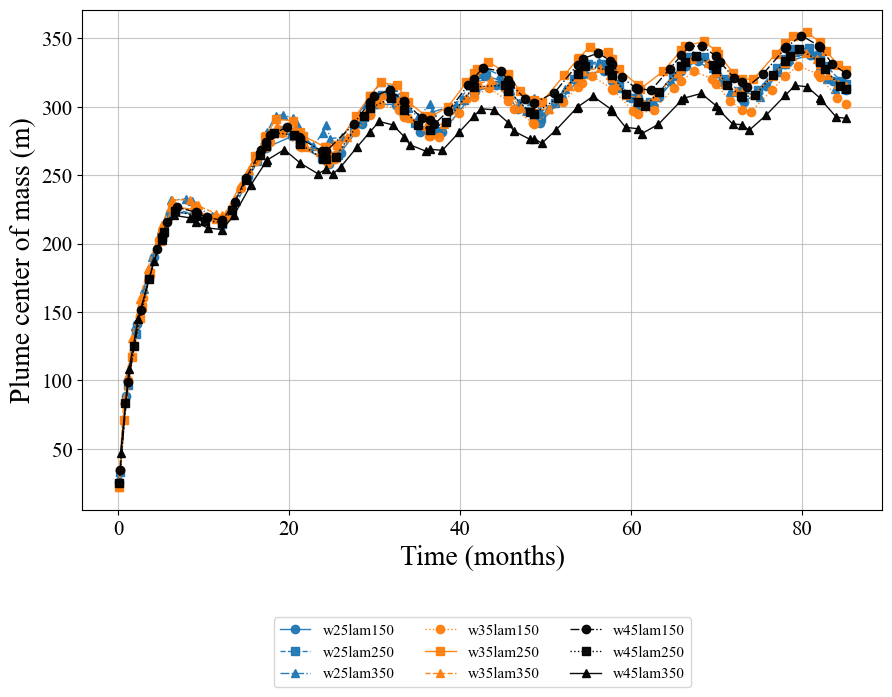 350
300
250
200
150
100
50
Plume center of mass (m)
0 20 40 60 80
Time (months)
w25lam150 w35lam150 w45lam150
w25lam250 w35lam250 w45lam250
w25lam350 w35lam350 w45lam350